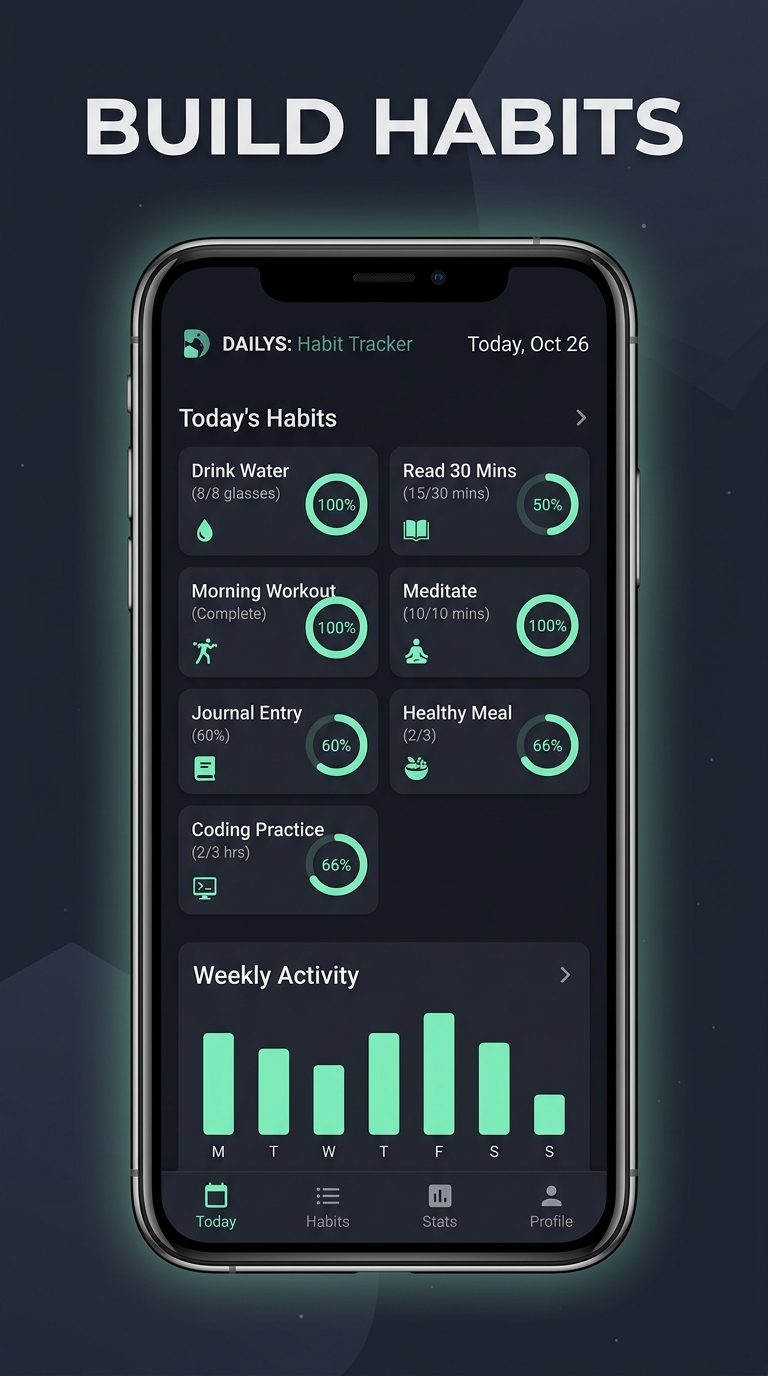 BUILD HABITS
DAILYS: Habit Tracker
Today, Oct 26
Today's Habits
Drink Water
(8/8 glasses)
100%
Read 30 Mins
(15/30 mins)
50%
Morning Workout
(Complete)
100%
Meditate
(10/10 mins)
100%
Journal Entry
(60%)
60%
Healthy Meal
(2/3)
66%
Coding Practice
(2/3 hrs)
66%
Weekly Activity
M T W T F S S
Today Habits Stats Profile